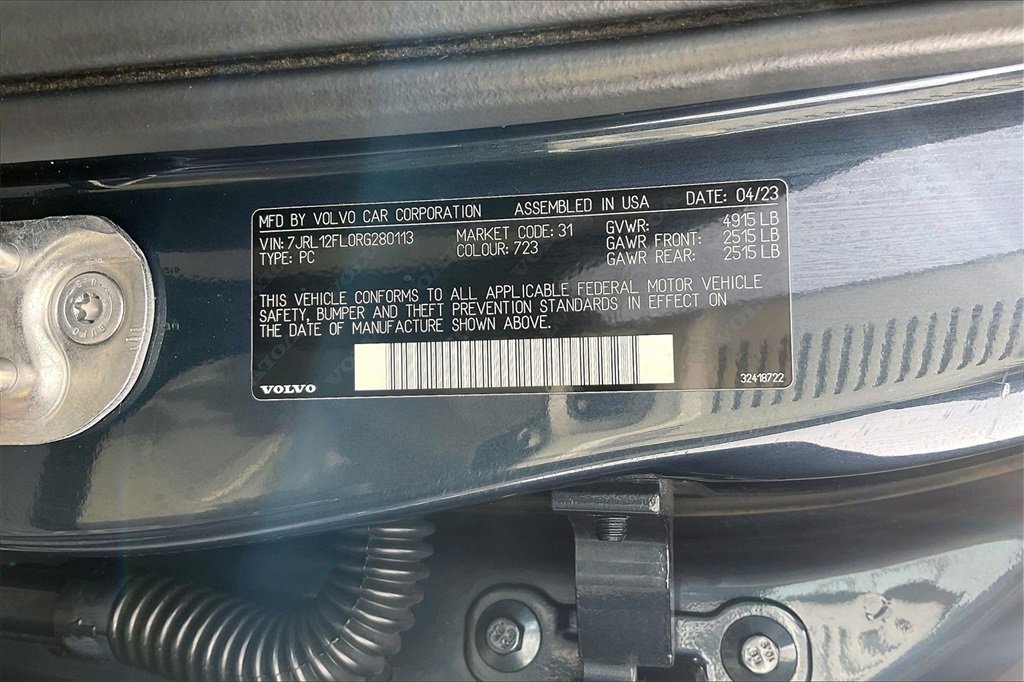 MFD BY VOLVO CAR CORPORATION ASSEMBLED IN USA DATE: 04/23
VIN: 7JRL12FL0RG280113 MARKET CODE: 31 GVWR: 4915 LB
TYPE: PC COLOUR: 723 GAWR FRONT: 2515 LB
GAWR REAR: 2515 LB
THIS VEHICLE CONFORMS TO ALL APPLICABLE FEDERAL MOTOR VEHICLE
SAFETY, BUMPER AND THEFT PREVENTION STANDARDS IN EFFECT ON
THE DATE OF MANUFACTURE SHOWN ABOVE.
VOLVO 32418722